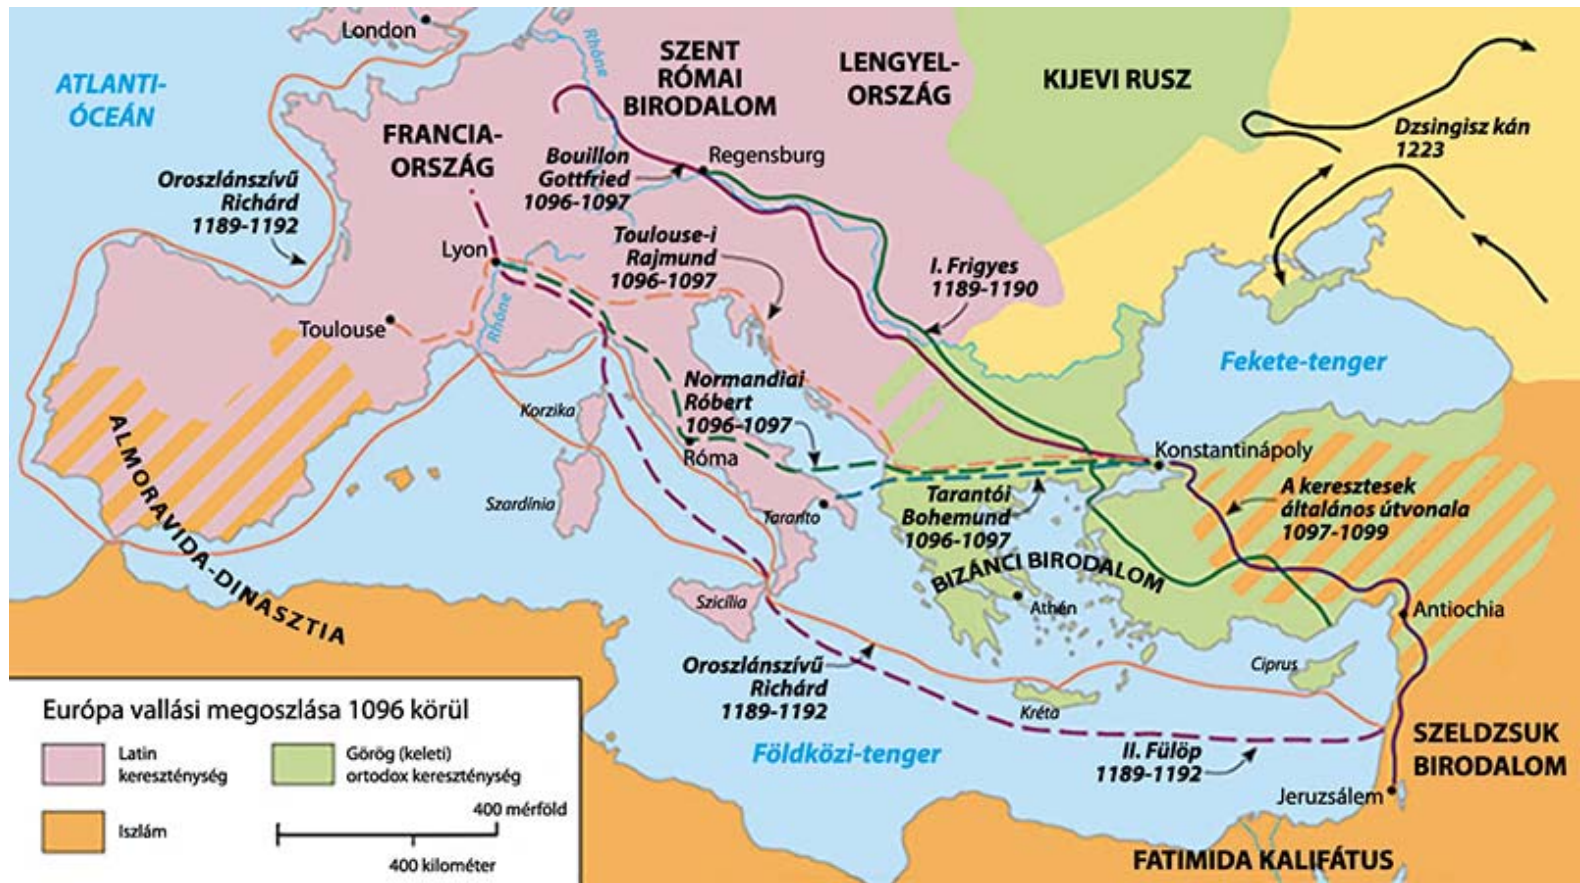 London
Rhóne
ATLANTI-
ÓCEÁN
SZENT
RÓMAI
BIRODALOM
LENGYEL-
ORSZÁG
KIJEVI RUSZ
Dzsingisz kán
1223
FRANCIA-
ORSZÁG
Oroszlánszívű
Richárd
1189-1192
Bouillon
Gottfried
1096-1097
Regensburg
Lyon
Toulouse-i
Rajmund
1096-1097
I. Frigyes
1189-1190
Rhóne
Toulouse
Fekete-tenger
Normandiai
Róbert
1096-1097
Korzika
Róma
Konstantinápoly
ALMORAVIDA-DINASZTIA
Szardínia
Taranto
Tarantói
Bohemund
1096-1097
A keresztesek
általános útvonala
1097-1099
BIZÁNCI BIRODALOM
Szicília
Athén
Antiochia
Oroszlánszívű
Richárd
1189-1192
Ciprus
Kréta
Földközi-tenger
II. Fülöp
1189-1192
SZELDZSUK
BIRODALOM
Jeruzsálem
FATIMIDA KALIFÁTUS
Európa vallási megoszlása 1096 körül
Latin
kereszténység
Görög (keleti)
ortodox kereszténység
Iszlám
400 mérföld
400 kilométer